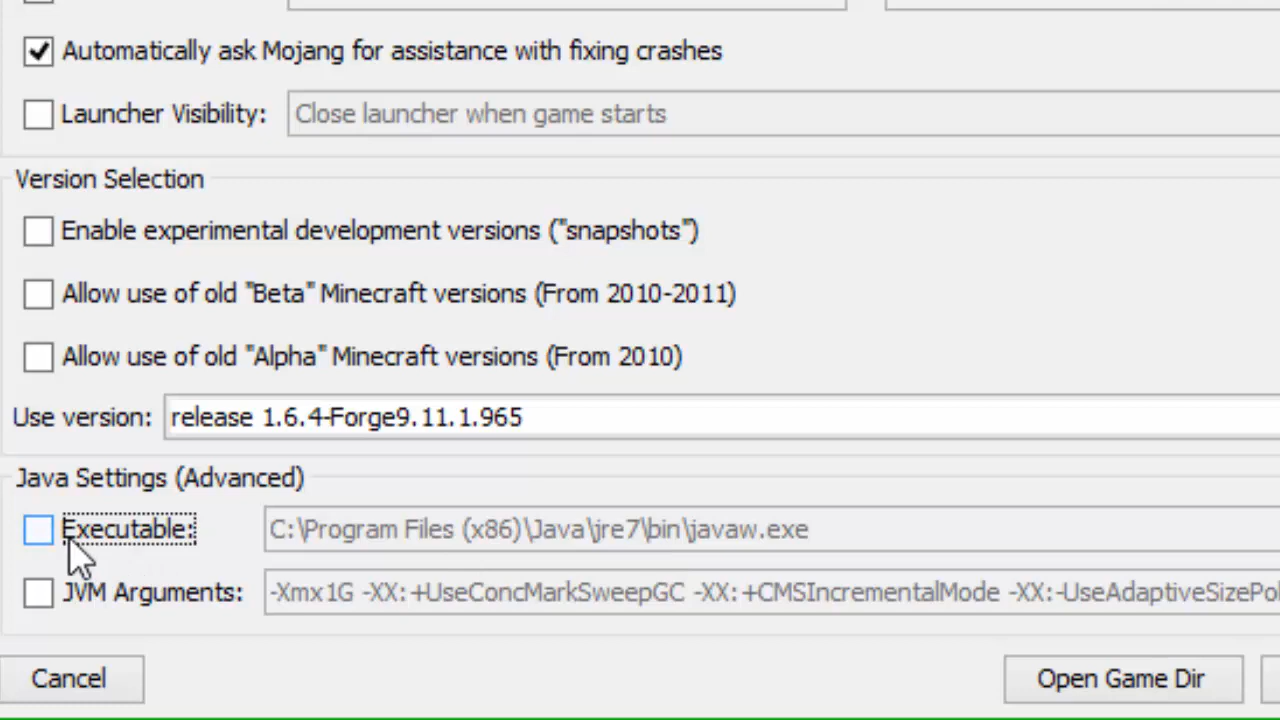 Automatically ask Mojang for assistance with fixing crashes
Launcher Visibility: Close launcher when game starts
Version Selection
Enable experimental development versions ("snapshots")
Allow use of old "Beta" Minecraft versions (From 2010-2011)
Allow use of old "Alpha" Minecraft versions (From 2010)
Use version: release 1.6.4-Forge9.11.1.965
Java Settings (Advanced)
Executable: C:\Program Files (x86)\Java\jre7\bin\javaw.exe
JVM Arguments: -Xmx1G -XX:+UseConcMarkSweepGC -XX:+CMSIncrementalMode -XX:-UseAdaptiveSizePol
Cancel Open Game Dir